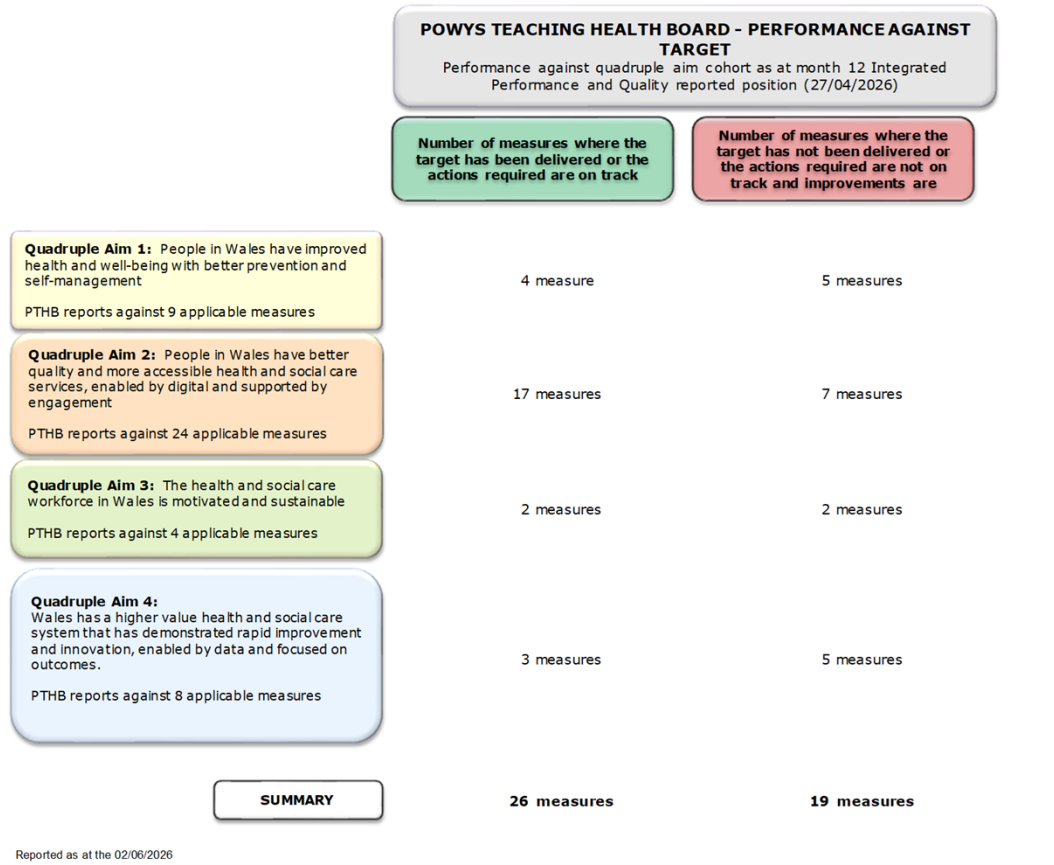 POWYS TEACHING HEALTH BOARD – PERFORMANCE AGAINST
TARGET
Performance against quadruple aim cohort as at month 12 Integrated
Performance and Quality reported position (27/04/2026)
Number of measures where the
target has been delivered or the
actions required are on track
Number of measures where the
target has not been delivered or
the actions required are not on
track and improvements are
Quadruple Aim 1: People in Wales have improved
health and well-being with better prevention and
self-management
PTHB reports against 9 applicable measures
4 measure
5 measures
Quadruple Aim 2: People in Wales have better
quality and more accessible health and social care
services, enabled by digital and supported by
engagement
PTHB reports against 24 applicable measures
17 measures
7 measures
Quadruple Aim 3: The health and social care
workforce in Wales is motivated and sustainable
PTHB reports against 4 applicable measures
2 measures
2 measures
Quadruple Aim 4:
Wales has a higher value health and social care
system that has demonstrated rapid improvement
and innovation, enabled by data and focused on
outcomes.
PTHB reports against 8 applicable measures
3 measures
5 measures
SUMMARY
26 measures
19 measures
Reported as at the 02/06/2026